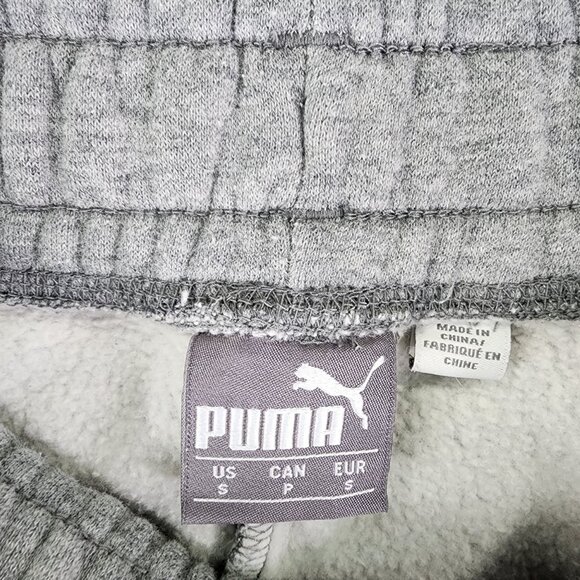 PUMA
US CAN EUR
S P S
MADE IN
CHINA/
FABRIQUÉ EN
CHINE